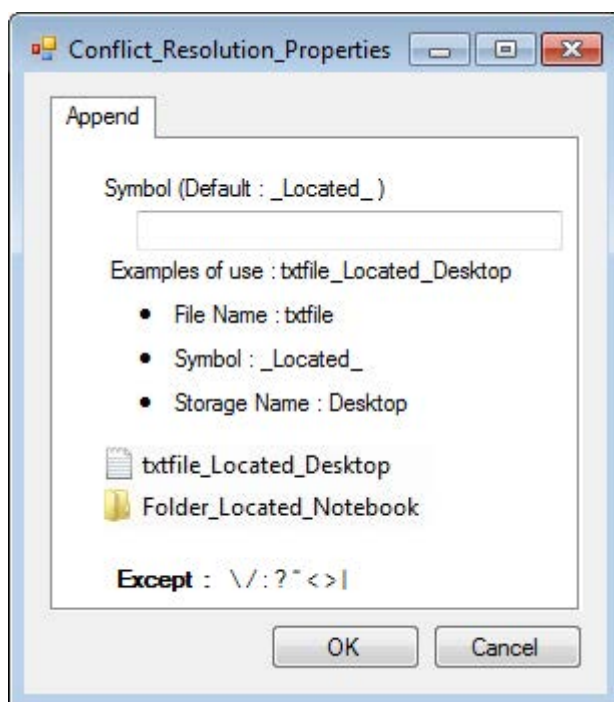 Conflict_Resolution_Properties
Append
Symbol (Default : _Located_ )
Examples of use : txtfile_Located_Desktop
• File Name : txtfile
• Symbol : _Located_
• Storage Name : Desktop
txtfile_Located_Desktop
Folder_Located_Notebook
Except : \/:?"<>|
OK Cancel